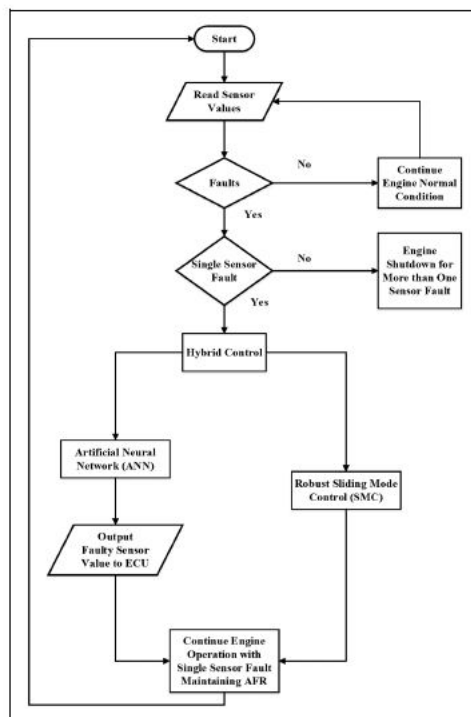 Start
Read Sensor
Values
Faults
No
Continue
Engine Normal
Condition
Yes
Single Sensor
Fault
No
Engine
Shutdown for
More than One
Sensor Fault
Yes
Hybrid Control
Artificial Neural
Network (ANN)
Robust Sliding Mode
Control (SMC)
Output
Faulty Sensor
Value to ECU
Continue Engine
Operation with
Single Sensor Fault
Maintaining AFR